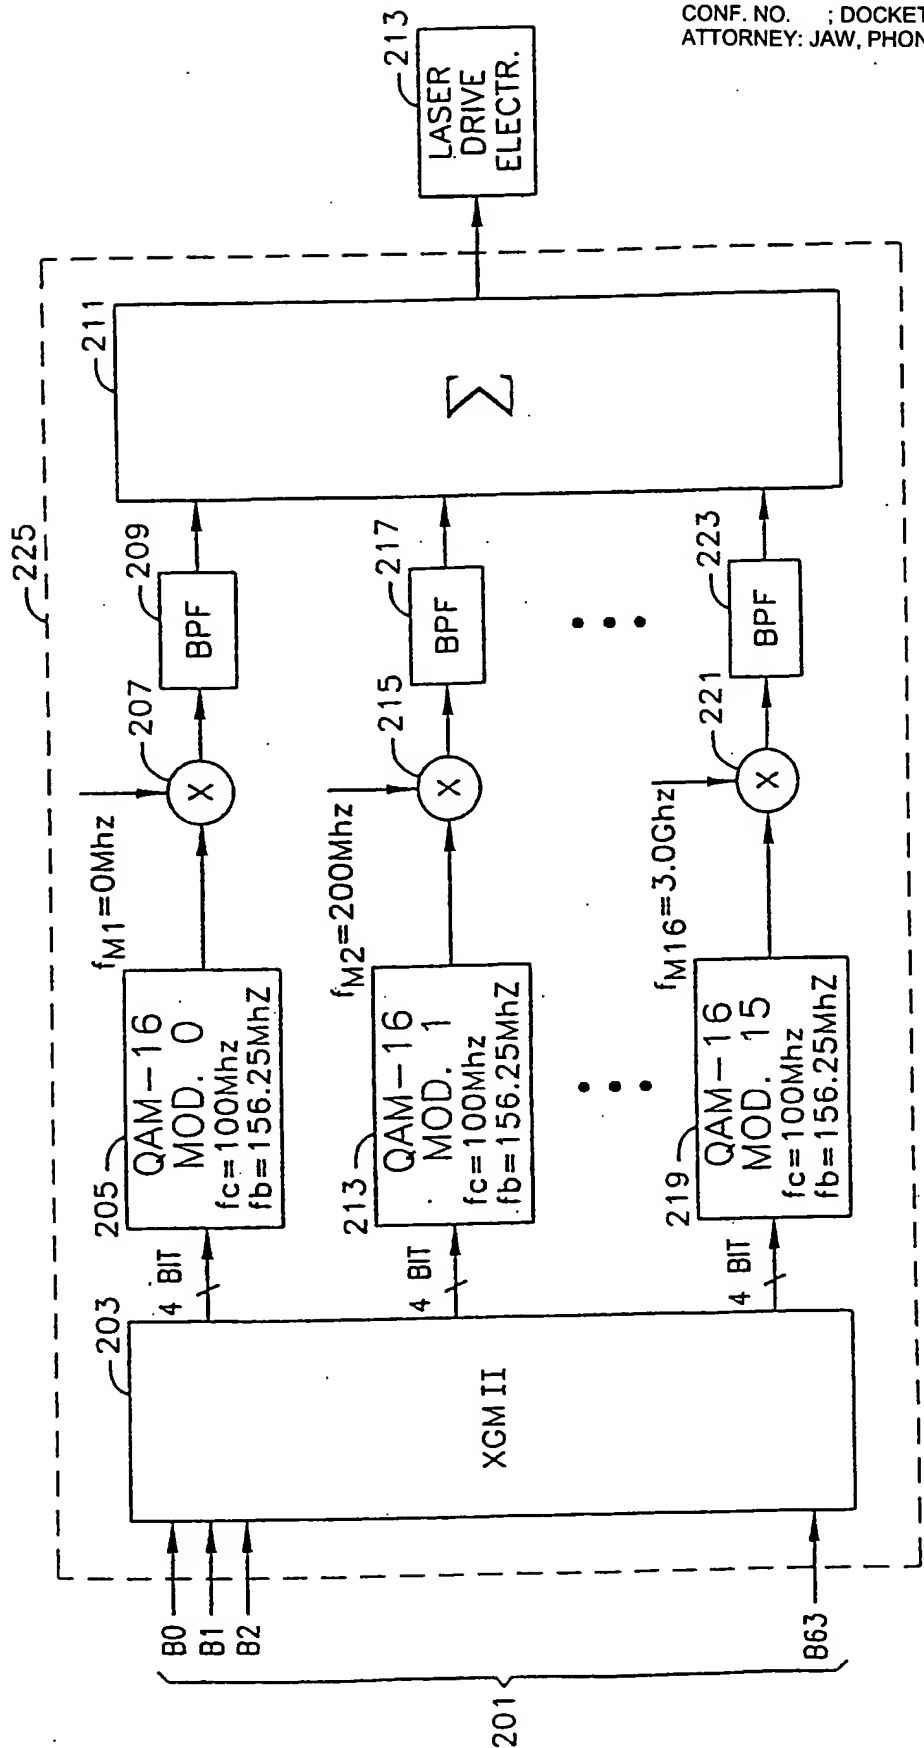 CONF. NO. ; DOCKET
ATTORNEY: JAW, PHON
201
B0
B1
B2
B63
203
XGMII
4 BIT
4 BIT
4 BIT
205
QAM-16
MOD. 0
fc=100Mhz
fb=156.25MhZ
213
QAM-16
MOD. 1
fc=100Mhz
fb=156.25MhZ
219
QAM-16
MOD. 15
fc=100Mhz
fb=156.25MhZ
fM1=0Mhz
207
X
fM2=200Mhz
215
X
fM16=3.0Ghz
221
X
209
BPF
217
BPF
223
BPF
225
211
Σ
213
LASER
DRIVE
ELECTR.